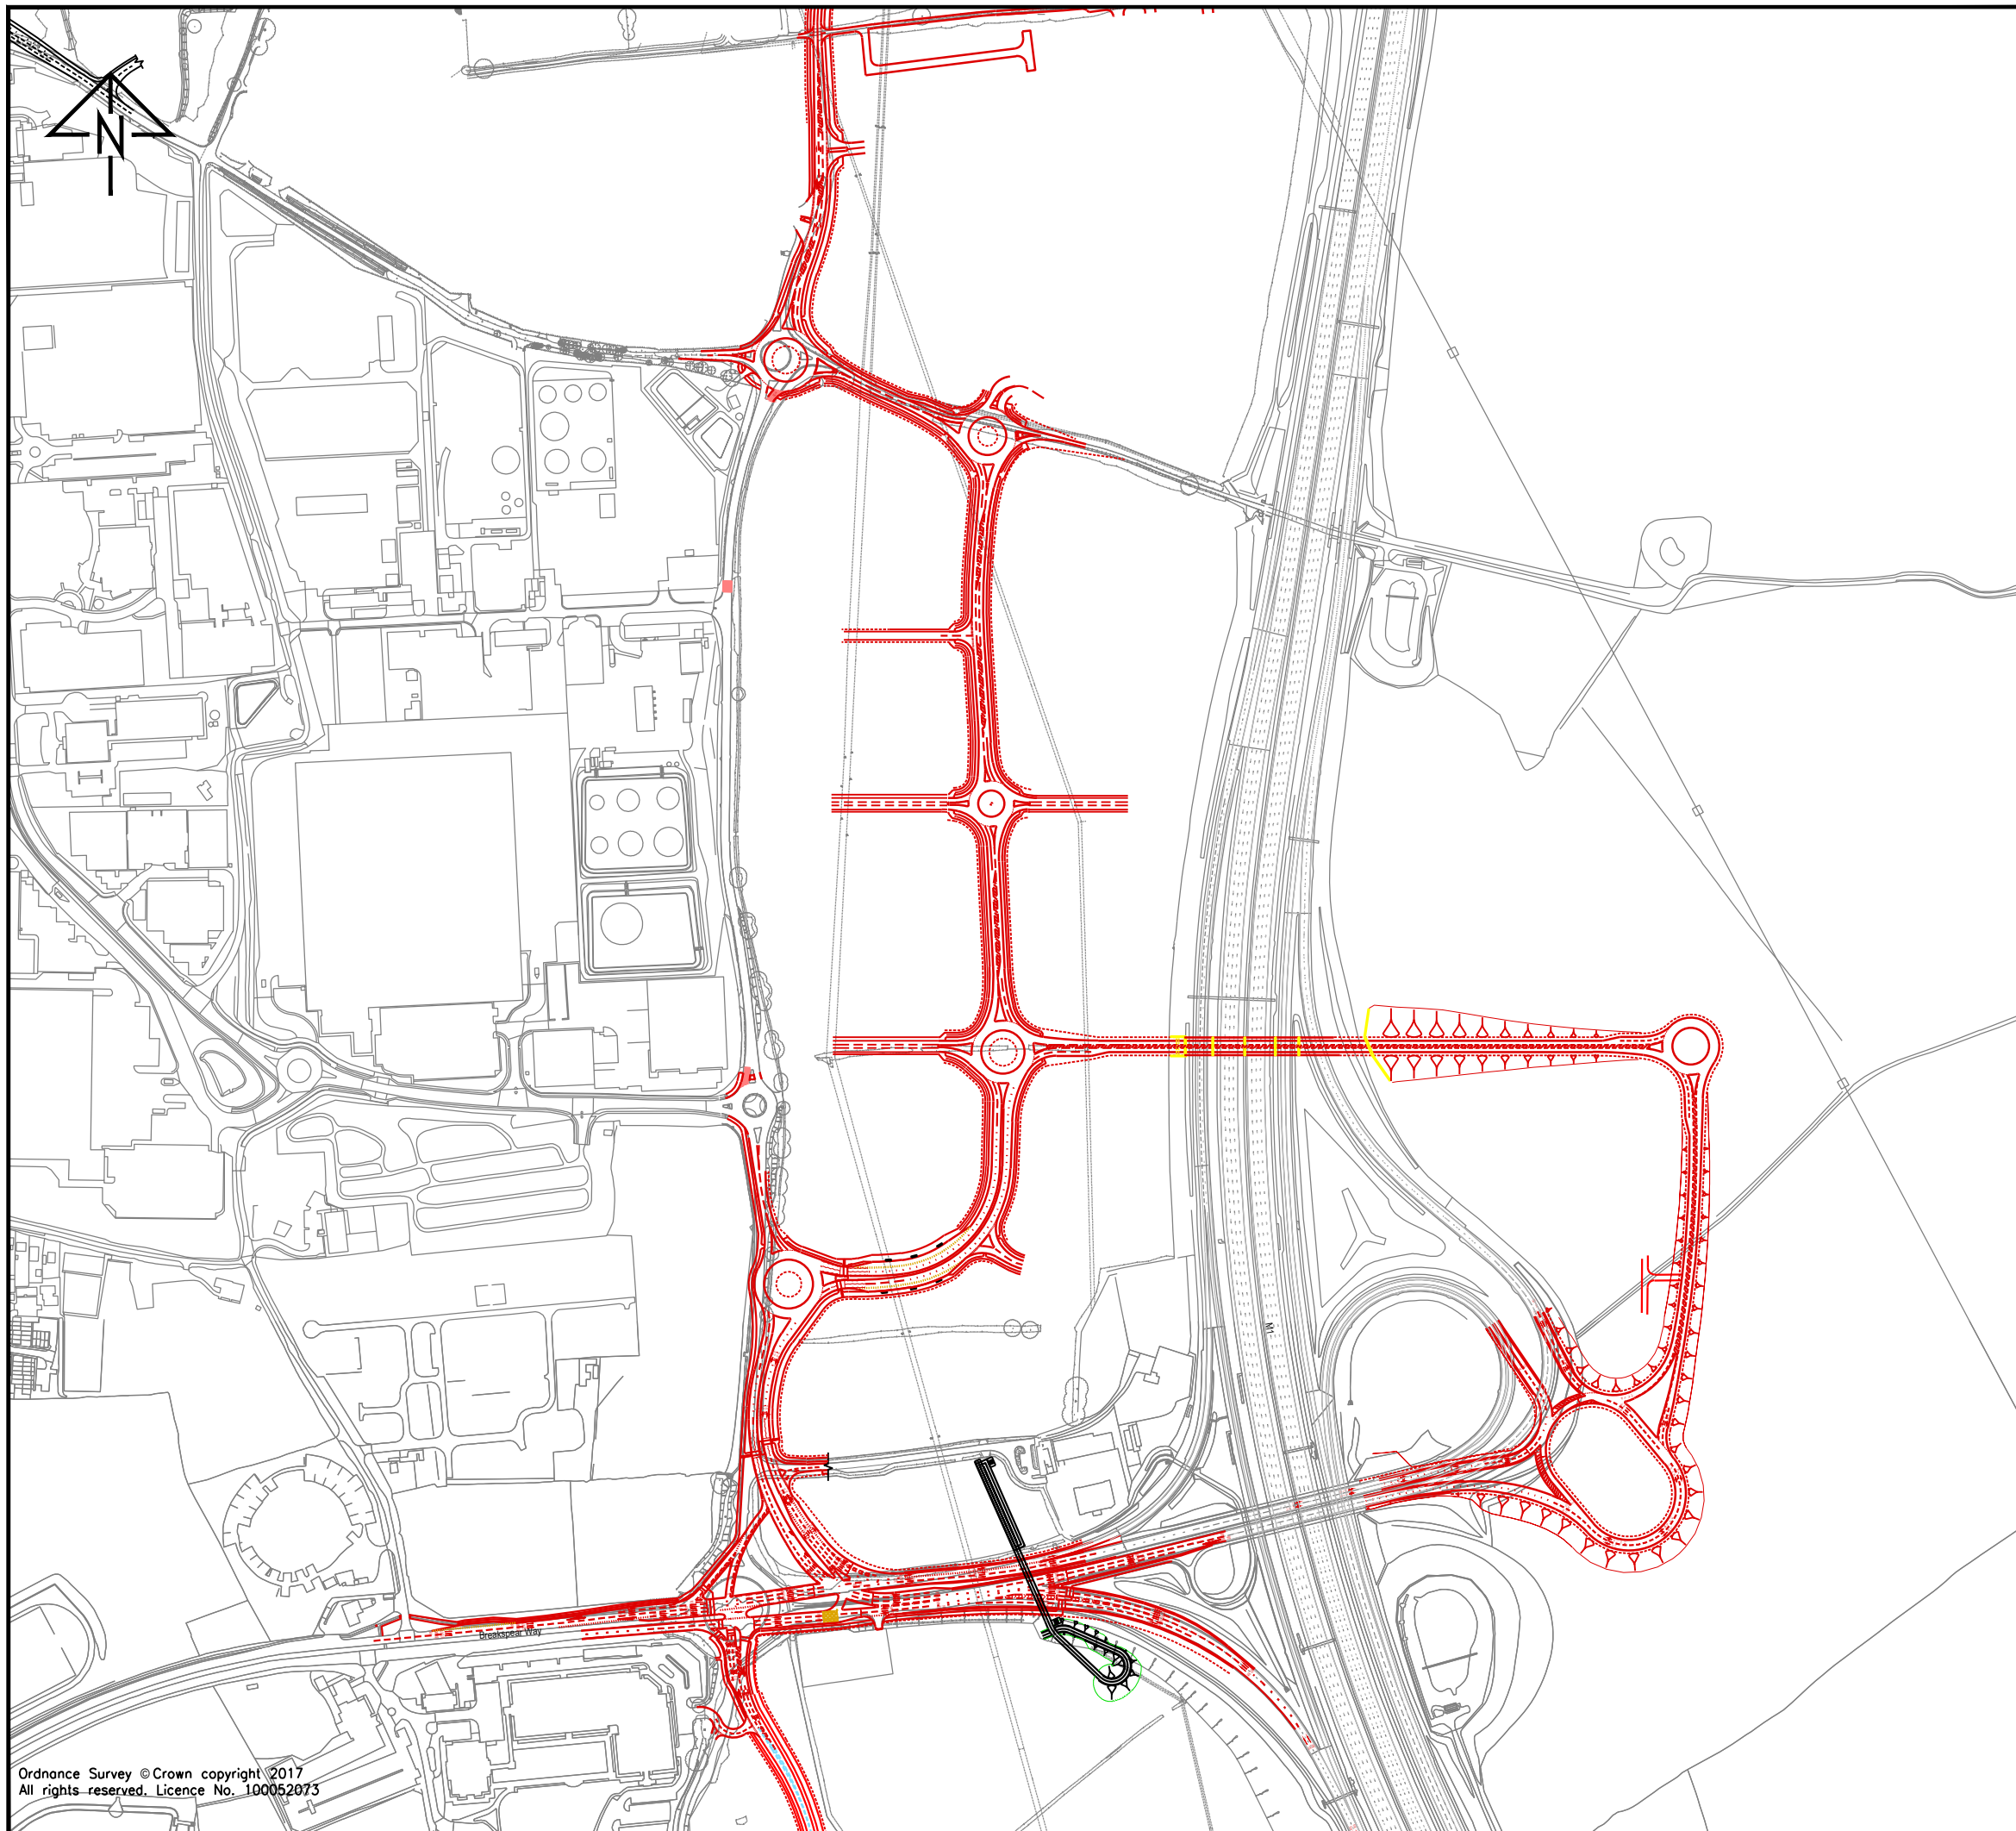 N
M1
Breakspear Way
Ordnance Survey © Crown copyright 2017
All rights reserved. Licence No. 100052073